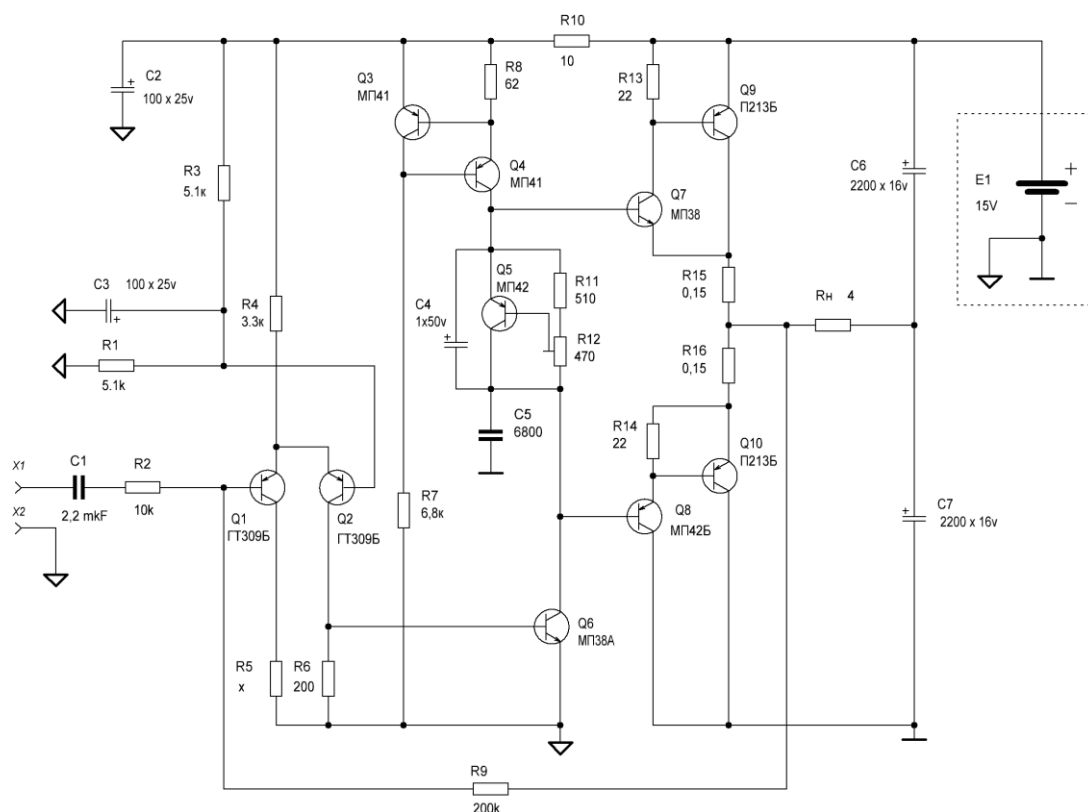 R10
10
C2
100 x 25v
Q3
МП41
R8
62
R13
22
Q9
П213Б
Q4
МП41
R3
5.1к
C6
2200 x 16v
E1
15V
Q7
МП38
C3
100 x 25v
R4
3.3к
Q5
МП42
C4
1x50v
R11
510
R12
470
R15
0,15
Rн 4
R1
5.1k
R16
0,15
C5
6800
R14
22
Q10
П213Б
X1
C1
2,2 mkF
R2
10k
X2
Q1
ГТ309Б
Q2
ГТ309Б
R7
6,8к
Q8
МП42Б
C7
2200 x 16v
Q6
МП38А
R5
x
R6
200
R9
200k